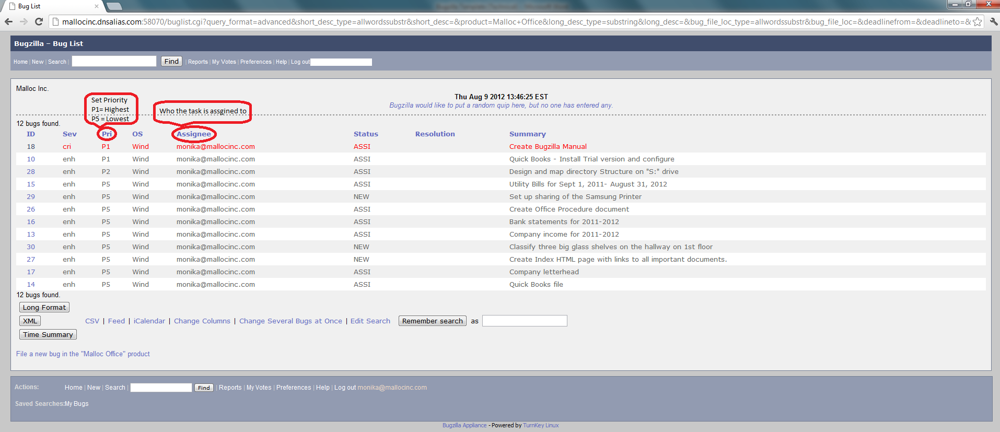 Bug List
mallocinc.dnsalias.com:58070/buglist.cgi?query_format=advanced&short_desc_type=allwordssubstr&short_desc=&product=Malloc+Office&long_desc_type=substring&long_desc=&bug_file_loc_type=allwordssubstr&bug_file_loc=&deadlinefrom=&deadlineto=&
Bugzilla – Bug List
Home | New | Search | Find | Reports | My Votes | Preferences | Help | Log out
Malloc Inc.
Thu Aug 9 2012 13:46:25 EST
Bugzilla would like to put a random quip here, but no one has entered any.
Set Priority
P1= Highest
P5 = Lowest
Who the task is assgined to
12 bugs found.
ID Sev Pri OS Assignee Status Resolution Summary
18 cri P1 Wind monika@mallocinc.com ASSI Create Bugzilla Manual
10 enh P1 Wind monika@mallocinc.com ASSI Quick Books - Install Trial version and configure
28 enh P2 Wind monika@mallocinc.com ASSI Design and map directory Structure on "S:" drive
15 enh P5 Wind monika@mallocinc.com ASSI Utility Bills for Sept 1, 2011- August 31, 2012
29 enh P5 Wind monika@mallocinc.com NEW Set up sharing of the Samsung Printer
26 enh P5 Wind monika@mallocinc.com ASSI Create Office Procedure document
16 enh P5 Wind monika@mallocinc.com ASSI Bank statements for 2011-2012
13 enh P5 Wind monika@mallocinc.com ASSI Company income for 2011-2012
30 enh P5 Wind monika@mallocinc.com NEW Classify three big glass shelves on the hallway on 1st floor
27 enh P5 Wind monika@mallocinc.com NEW Create Index HTML page with links to all important documents.
17 enh P5 Wind monika@mallocinc.com ASSI Company letterhead
14 enh P5 Wind monika@mallocinc.com ASSI Quick Books file
12 bugs found.
Long Format
XML CSV | Feed | iCalendar | Change Columns | Change Several Bugs at Once | Edit Search Remember search as
Time Summary
File a new bug in the "Malloc Office" product
Actions: Home | New | Search | Find | Reports | My Votes | Preferences | Help | Log out monika@mallocinc.com
Saved Searches:My Bugs
Bugzilla Appliance - Powered by TurnKey Linux